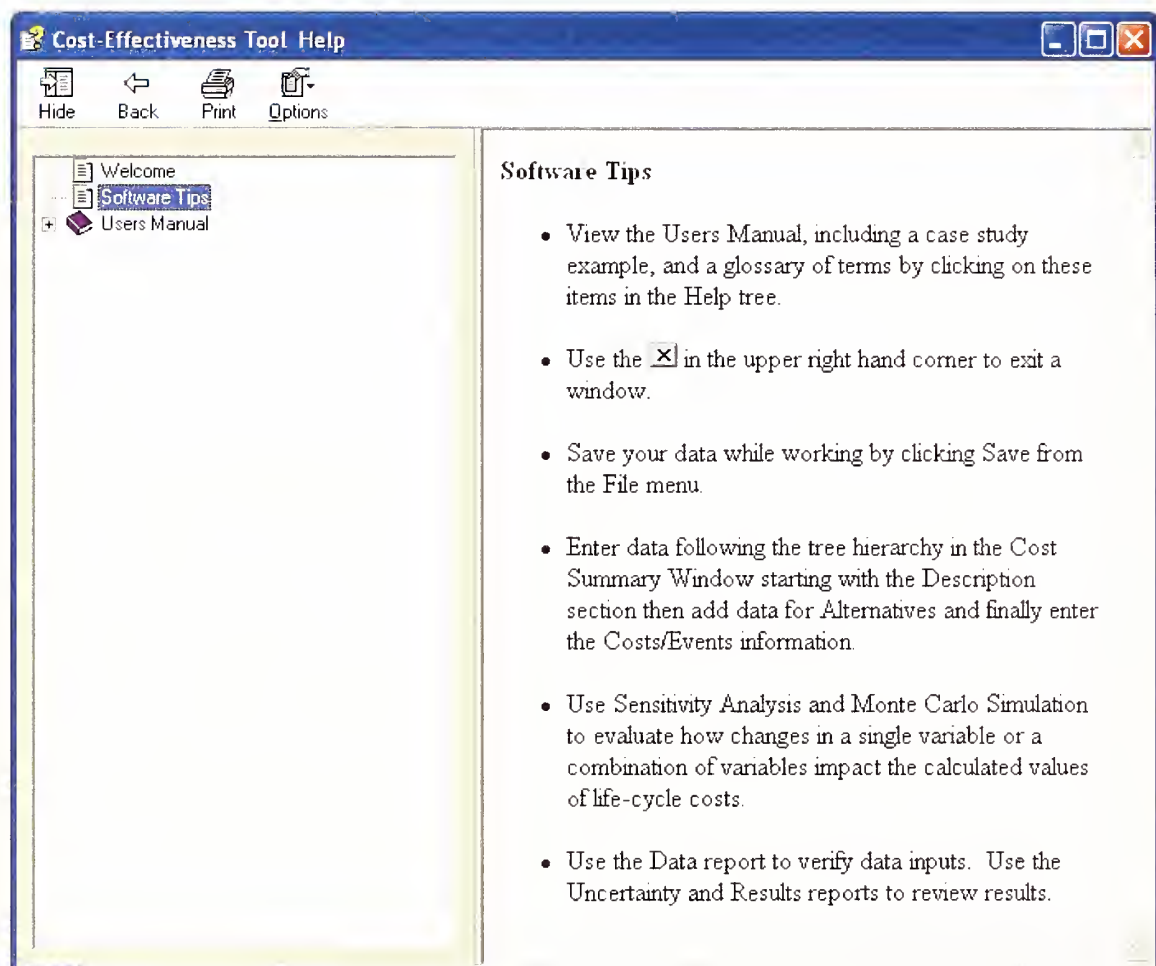 Cost-Effectiveness Tool Help
Hide Back Print Options
Welcome
Software Tips
Users Manual
Software Tips
• View the Users Manual, including a case study
example, and a glossary of terms by clicking on these
items in the Help tree.
• Use the X in the upper right hand corner to exit a
window.
• Save your data while working by clicking Save from
the File menu.
• Enter data following the tree hierarchy in the Cost
Summary Window starting with the Description
section then add data for Alternatives and finally enter
the Costs/Events information.
• Use Sensitivity Analysis and Monte Carlo Simulation
to evaluate how changes in a single variable or a
combination of variables impact the calculated values
of life-cycle costs.
• Use the Data report to verify data inputs. Use the
Uncertainty and Results reports to review results.